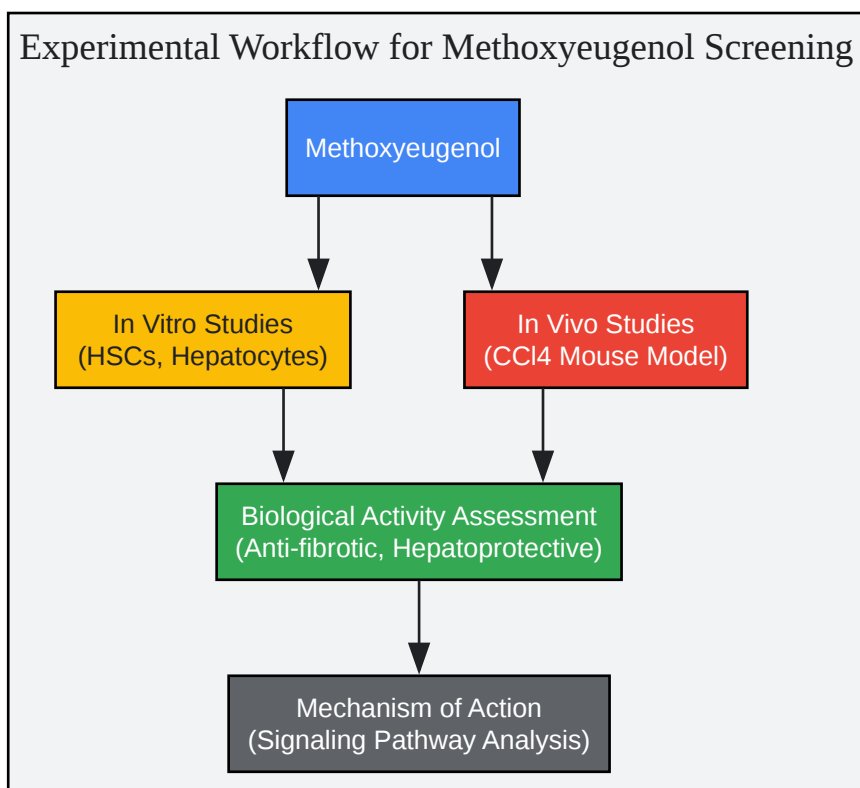 Experimental Workflow for Methoxyeugenol Screening
Methoxyeugenol
In Vitro Studies
(HSCs, Hepatocytes)
In Vivo Studies
(CCl4 Mouse Model)
Biological Activity Assessment
(Anti-fibrotic, Hepatoprotective)
Mechanism of Action
(Signaling Pathway Analysis)